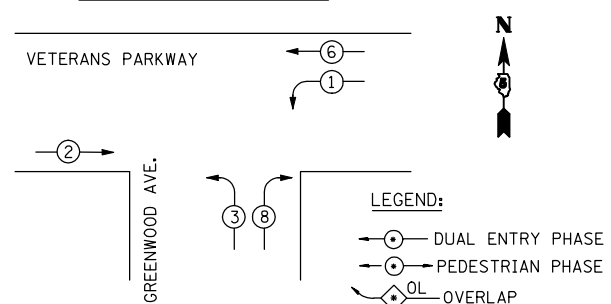 N
6
VETERANS PARKWAY
1
2
GREENWOOD AVE.
3 8
LEGEND:
* DUAL ENTRY PHASE
* PEDESTRIAN PHASE
* OL OVERLAP